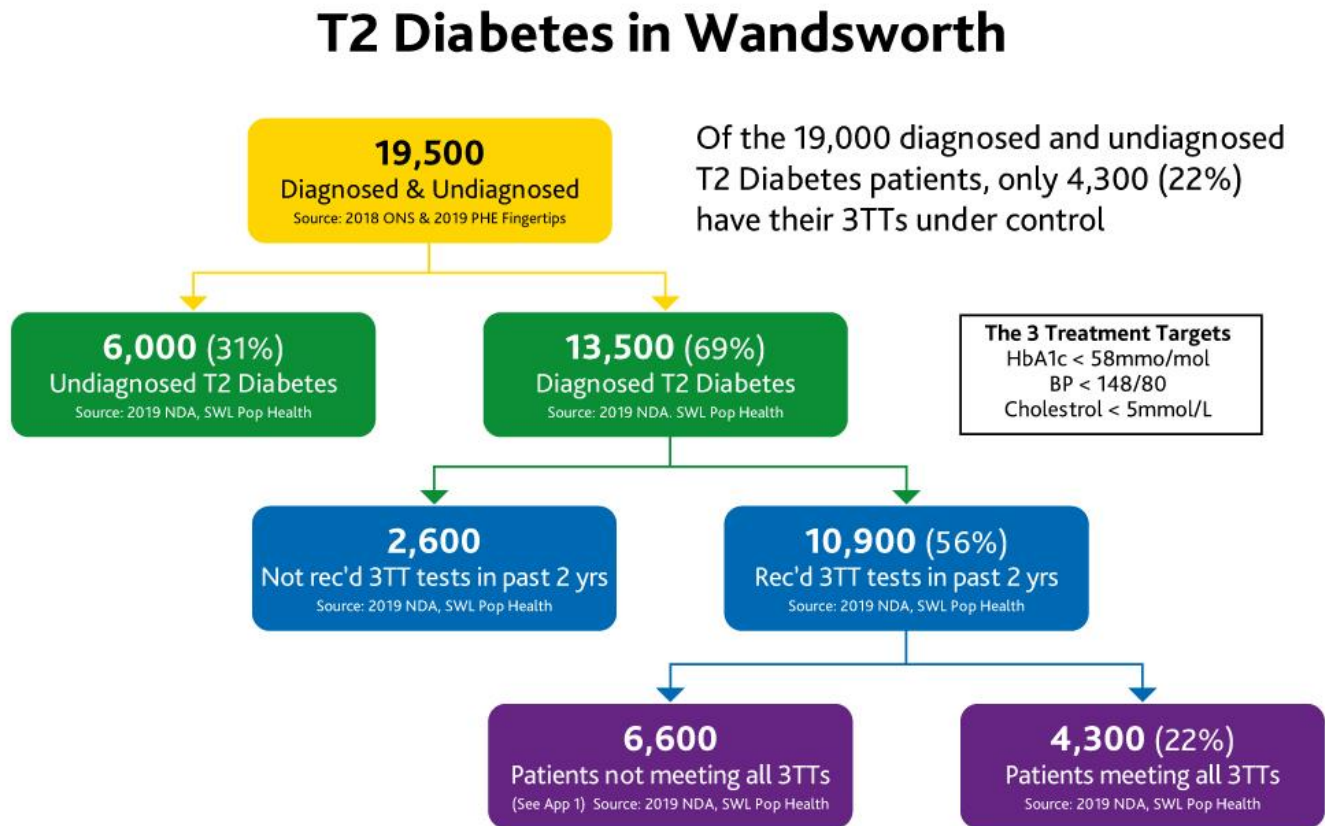 T2 Diabetes in Wandsworth
19,500
Diagnosed & Undiagnosed
Source: 2018 ONS & 2019 PHE Fingertips
Of the 19,000 diagnosed and undiagnosed
T2 Diabetes patients, only 4,300 (22%)
have their 3TTs under control
6,000 (31%)
Undiagnosed T2 Diabetes
Source: 2019 NDA, SWL Pop Health
13,500 (69%)
Diagnosed T2 Diabetes
Source: 2019 NDA. SWL Pop Health
The 3 Treatment Targets
HbA1c < 58mmo/mol
BP < 148/80
Cholestrol < 5mmol/L
2,600
Not rec'd 3TT tests in past 2 yrs
Source: 2019 NDA, SWL Pop Health
10,900 (56%)
Rec'd 3TT tests in past 2 yrs
Source: 2019 NDA, SWL Pop Health
6,600
Patients not meeting all 3TTs
(See App 1) Source: 2019 NDA, SWL Pop Health
4,300 (22%)
Patients meeting all 3TTs
Source: 2019 NDA, SWL Pop Health